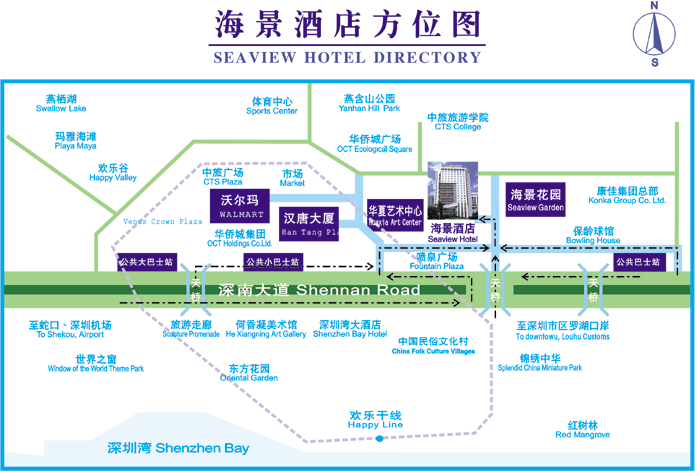 海景酒店方位图
SEAVIEW HOTEL DIRECTORY
N
S
燕栖湖
Swallow Lake
体育中心
Sports Center
燕含山公园
Yanhan Hill Park
中旅旅游学院
CTS College
玛雅海滩
Playa Maya
华侨城广场
OCT Ecological Square
欢乐谷
Happy Valley
中旅广场
CTS Plaza
市场
Market
沃尔玛
WALMART
汉唐大厦
Han Tang Pla
华夏艺术中心
Huaxia Art Center
海景酒店
Seaview Hotel
海景花园
Seaview Garden
康佳集团总部
Konka Group Co. Ltd.
Venus Crown Plaza
华侨城集团
OCT Holdings Co.Ltd.
保龄球馆
Bowling House
喷泉广场
Fountain Plaza
公共大巴士站
公共小巴士站
公共巴士站
天桥
深南大道 Shennan Road
天桥
天桥
至蛇口、深圳机场
To Shekou, Airport
旅游走廊
Sculpture Promenade
何香凝美术馆
He Xiangning Art Gallery
深圳湾大酒店
Shenzhen Bay Hotel
中国民俗文化村
China Folk Culture Villages
至深圳市区罗湖口岸
To downtowu, Louhu Customs
世界之窗
Window of the World Theme Park
东方花园
Oriental Garden
锦绣中华
Splendid China Miniature Park
欢乐干线
Happy Line
红树林
Red Mangrove
深圳湾 Shenzhen Bay